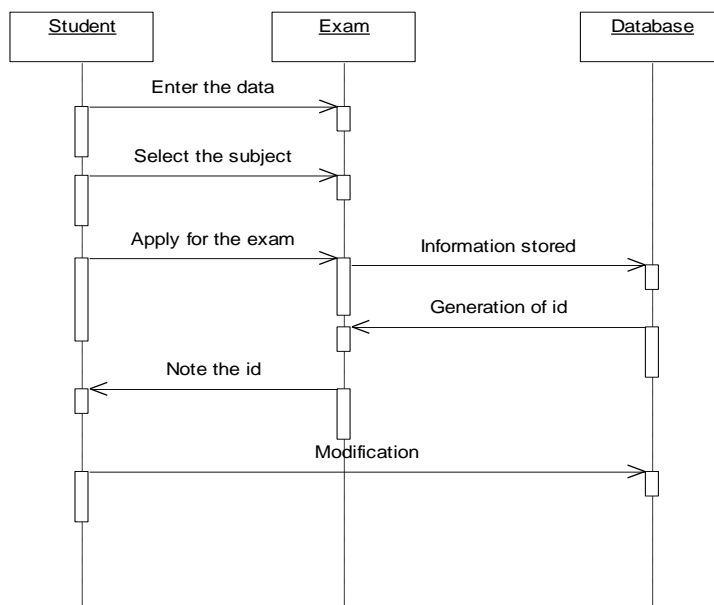 Student
Exam
Database
Enter the data
Select the subject
Apply for the exam
Information stored
Generation of id
Note the id
Modification